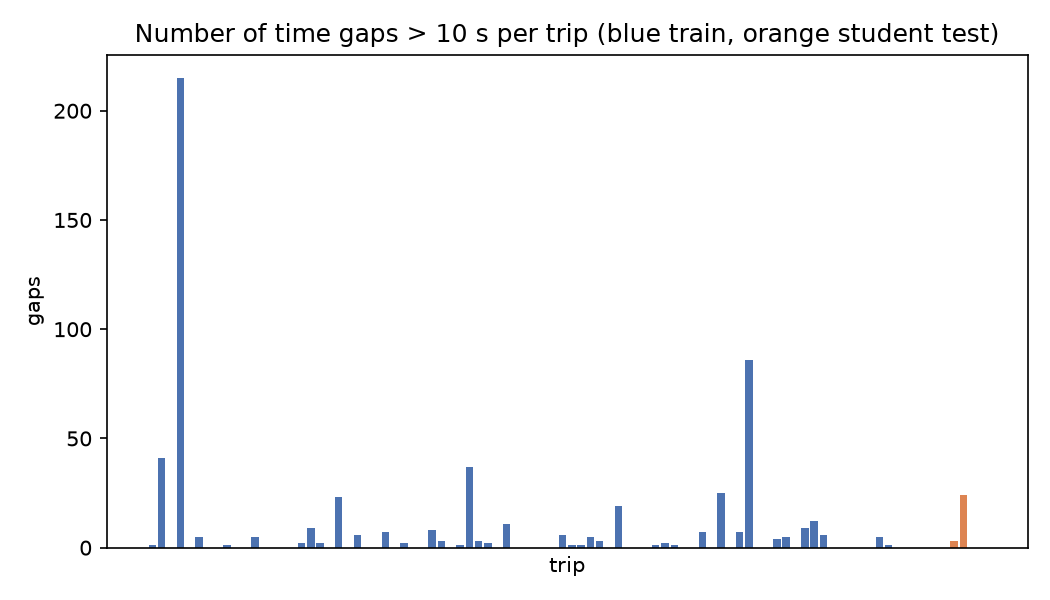 Number of time gaps > 10 s per trip (blue train, orange student test)
200
150
100
50
0
gaps
trip